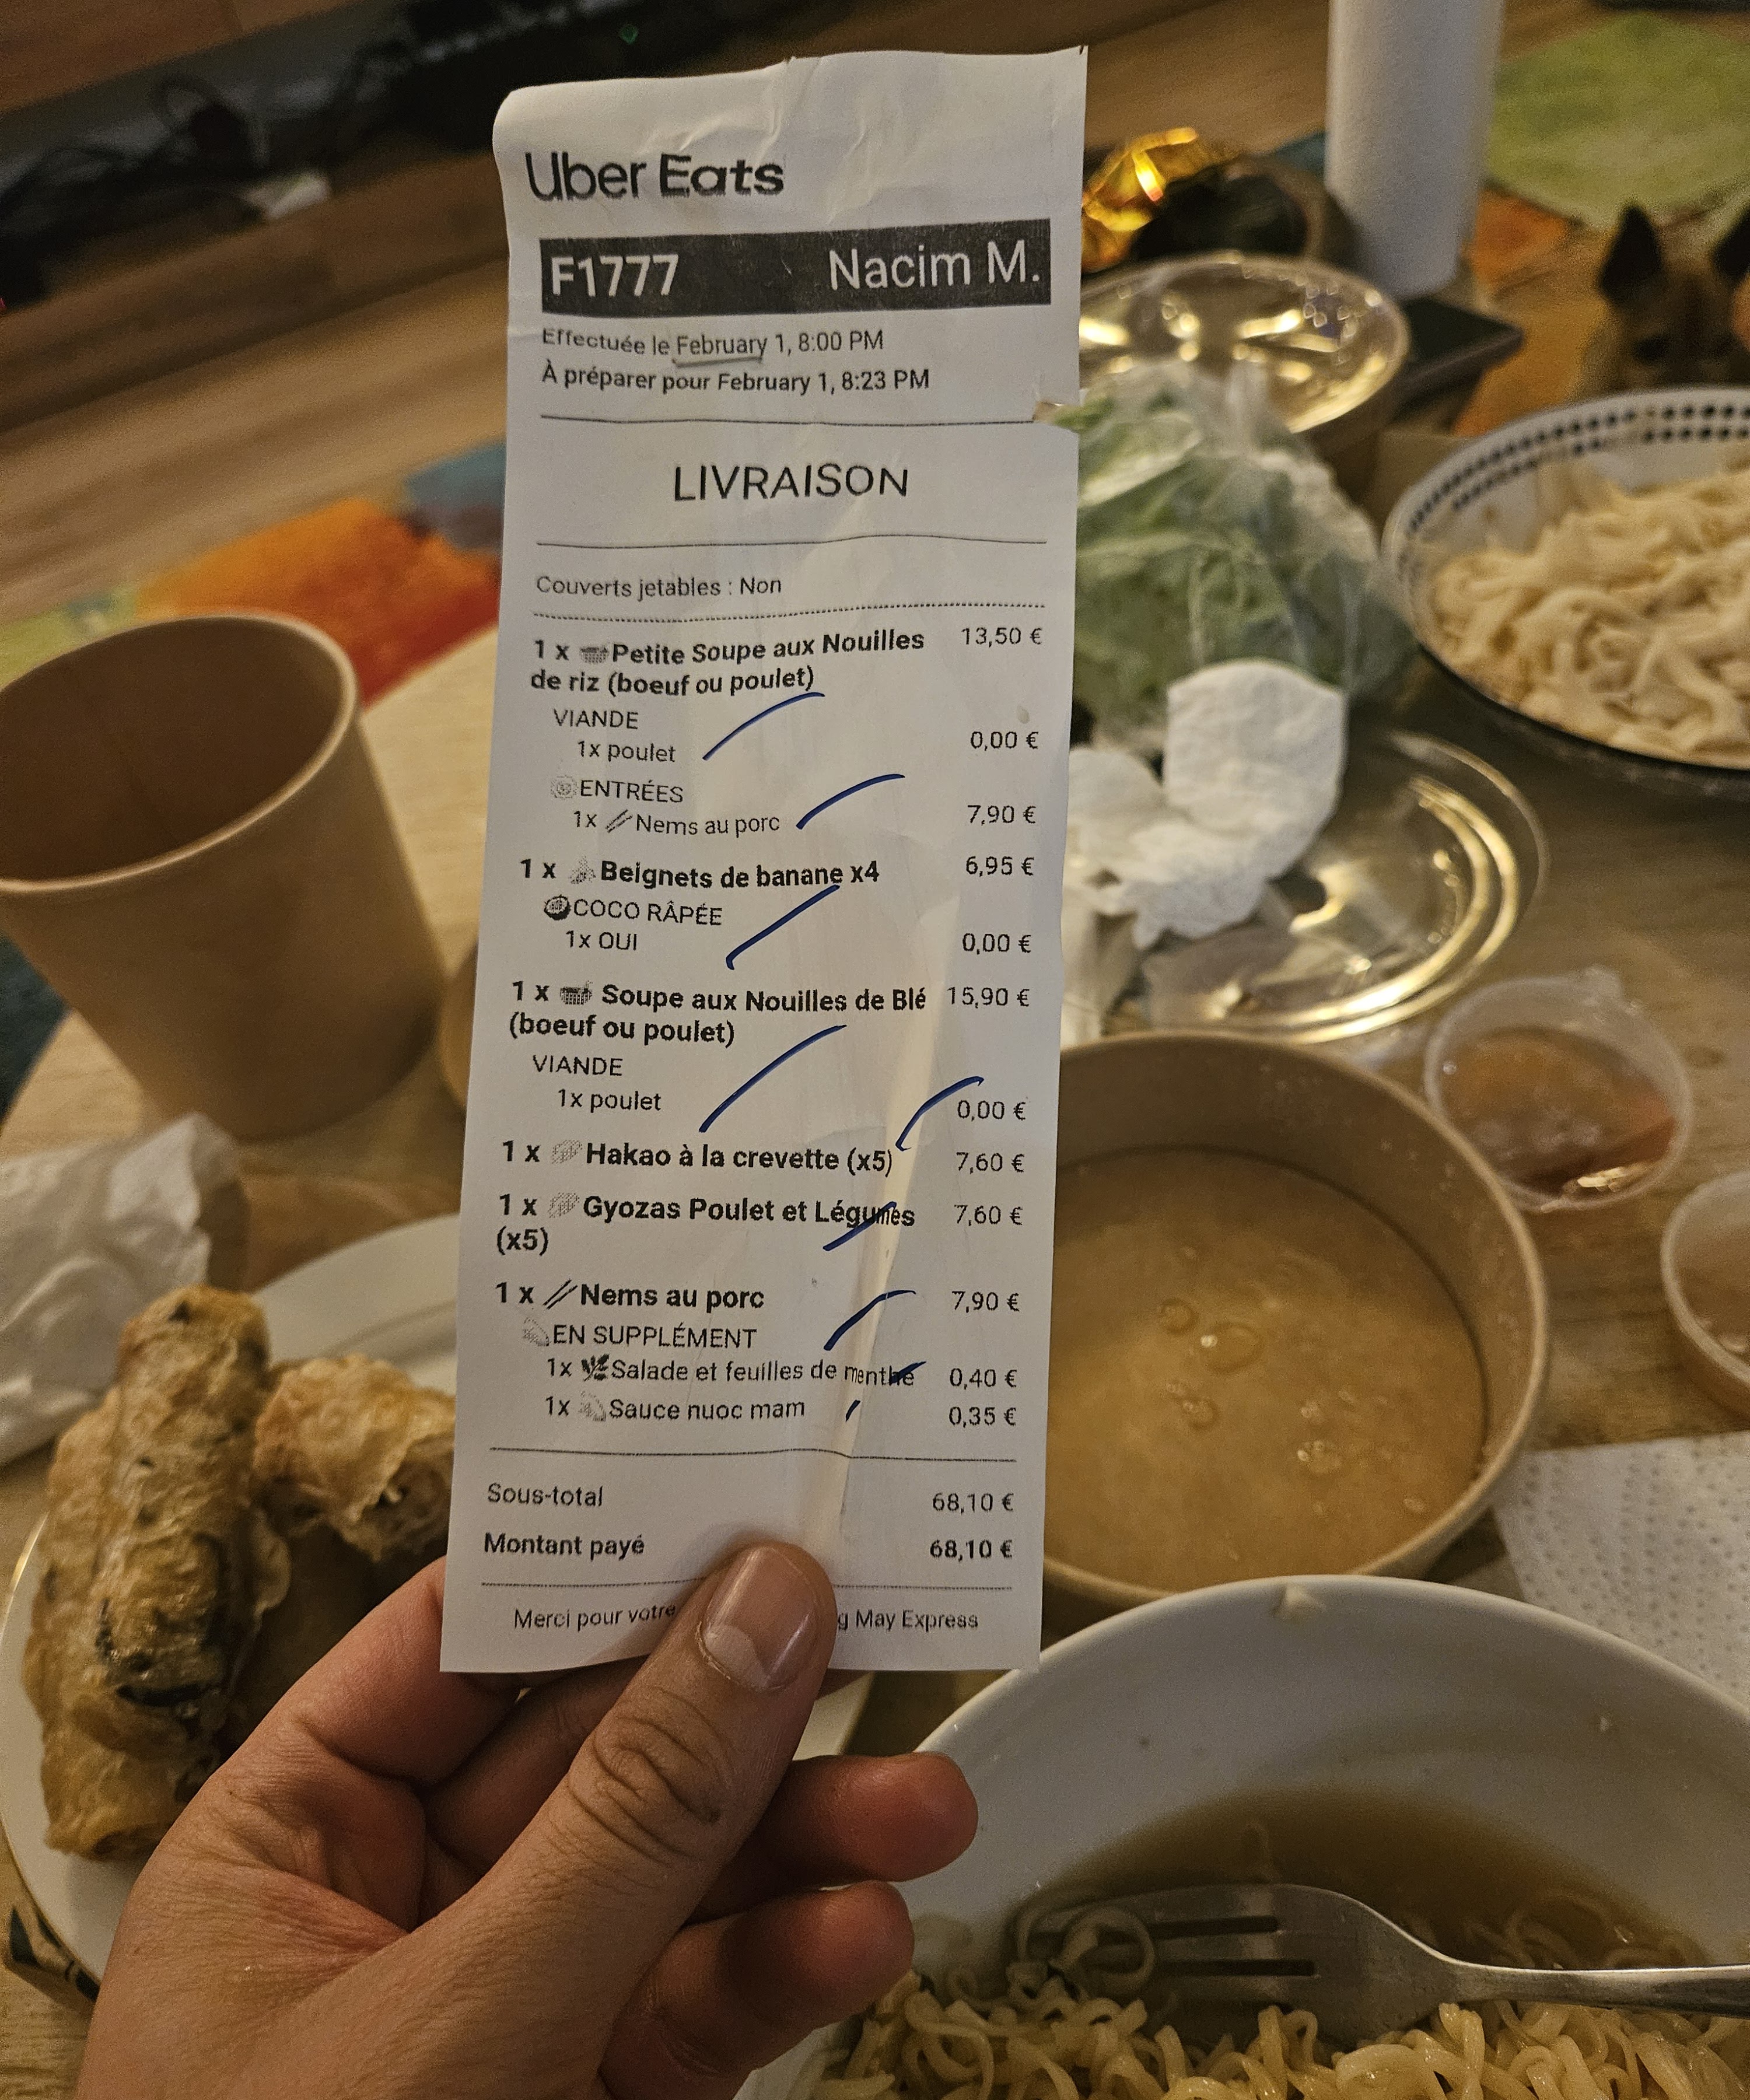 Uber Eats
F1777 Nacim M.
Effectuée le February 1, 8:00 PM
À préparer pour February 1, 8:23 PM
LIVRAISON
Couverts jetables : Non
1 x Petite Soupe aux Nouilles 13,50 €
de riz (boeuf ou poulet)
VIANDE
1x poulet 0,00 €
ENTRÉES
1x Nems au porc 7,90 €
1 x Beignets de banane x4 6,95 €
COCO RÂPÉE
1x OUI 0,00 €
1 x Soupe aux Nouilles de Blé 15,90 €
(boeuf ou poulet)
VIANDE
1x poulet 0,00 €
1 x Hakao à la crevette (x5) 7,60 €
1 x Gyozas Poulet et Légumes 7,60 €
(x5)
1 x Nems au porc 7,90 €
EN SUPPLÉMENT
1x Salade et feuilles de menthe 0,40 €
1x Sauce nuoc mam 0,35 €
Sous-total 68,10 €
Montant payé 68,10 €
Merci pour votre May Express